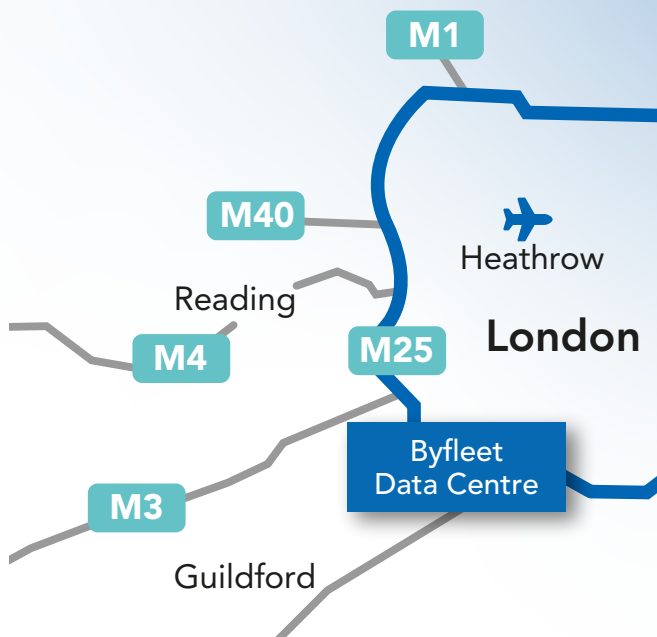 M1
M40
Heathrow
Reading
London
M25
M4
Byfleet
Data Centre
M3
Guildford